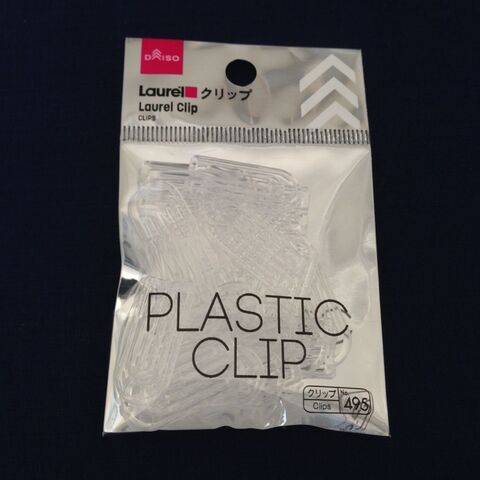 DAISO
Laurel クリップ
Laurel Clip
CLIPS
PLASTIC
CLIP
クリップ No.
Clips 495